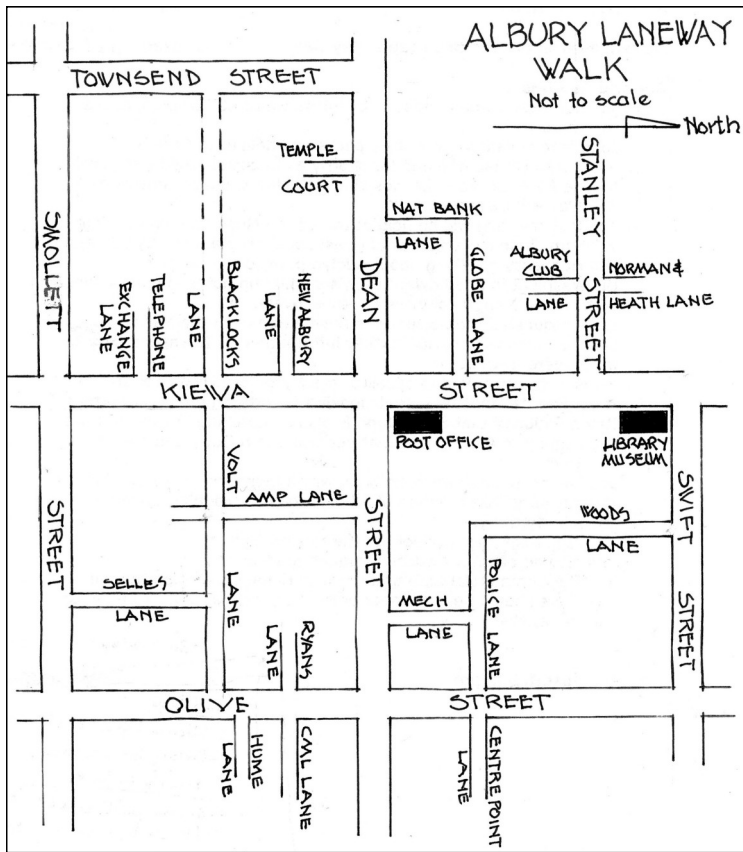 ALBURY LANEWAY
WALK
Not to scale
North
TOWNSEND STREET
TEMPLE
COURT
NAT BANK
LANE
GLOBE LANE
STANLEY
STREET
ALBURY
CLUB
LANE
NORMAN &
HEATH LANE
SMOLLETT
STREET
EXCHANGE
LANE
TELEPHONE
LANE
BLACKLOCKS
LANE
NEW ALBURY
DEAN
STREET
KIEWA STREET
POST OFFICE
LIBRARY
MUSEUM
VOLT
LANE
AMP LANE
WOODS
LANE
SWIFT
STREET
SELLES
LANE
RYANS
LANE
MECH
LANE
POLICE LANE
OLIVE STREET
HUME
LANE
CML LANE
CENTREPOINT
LANE